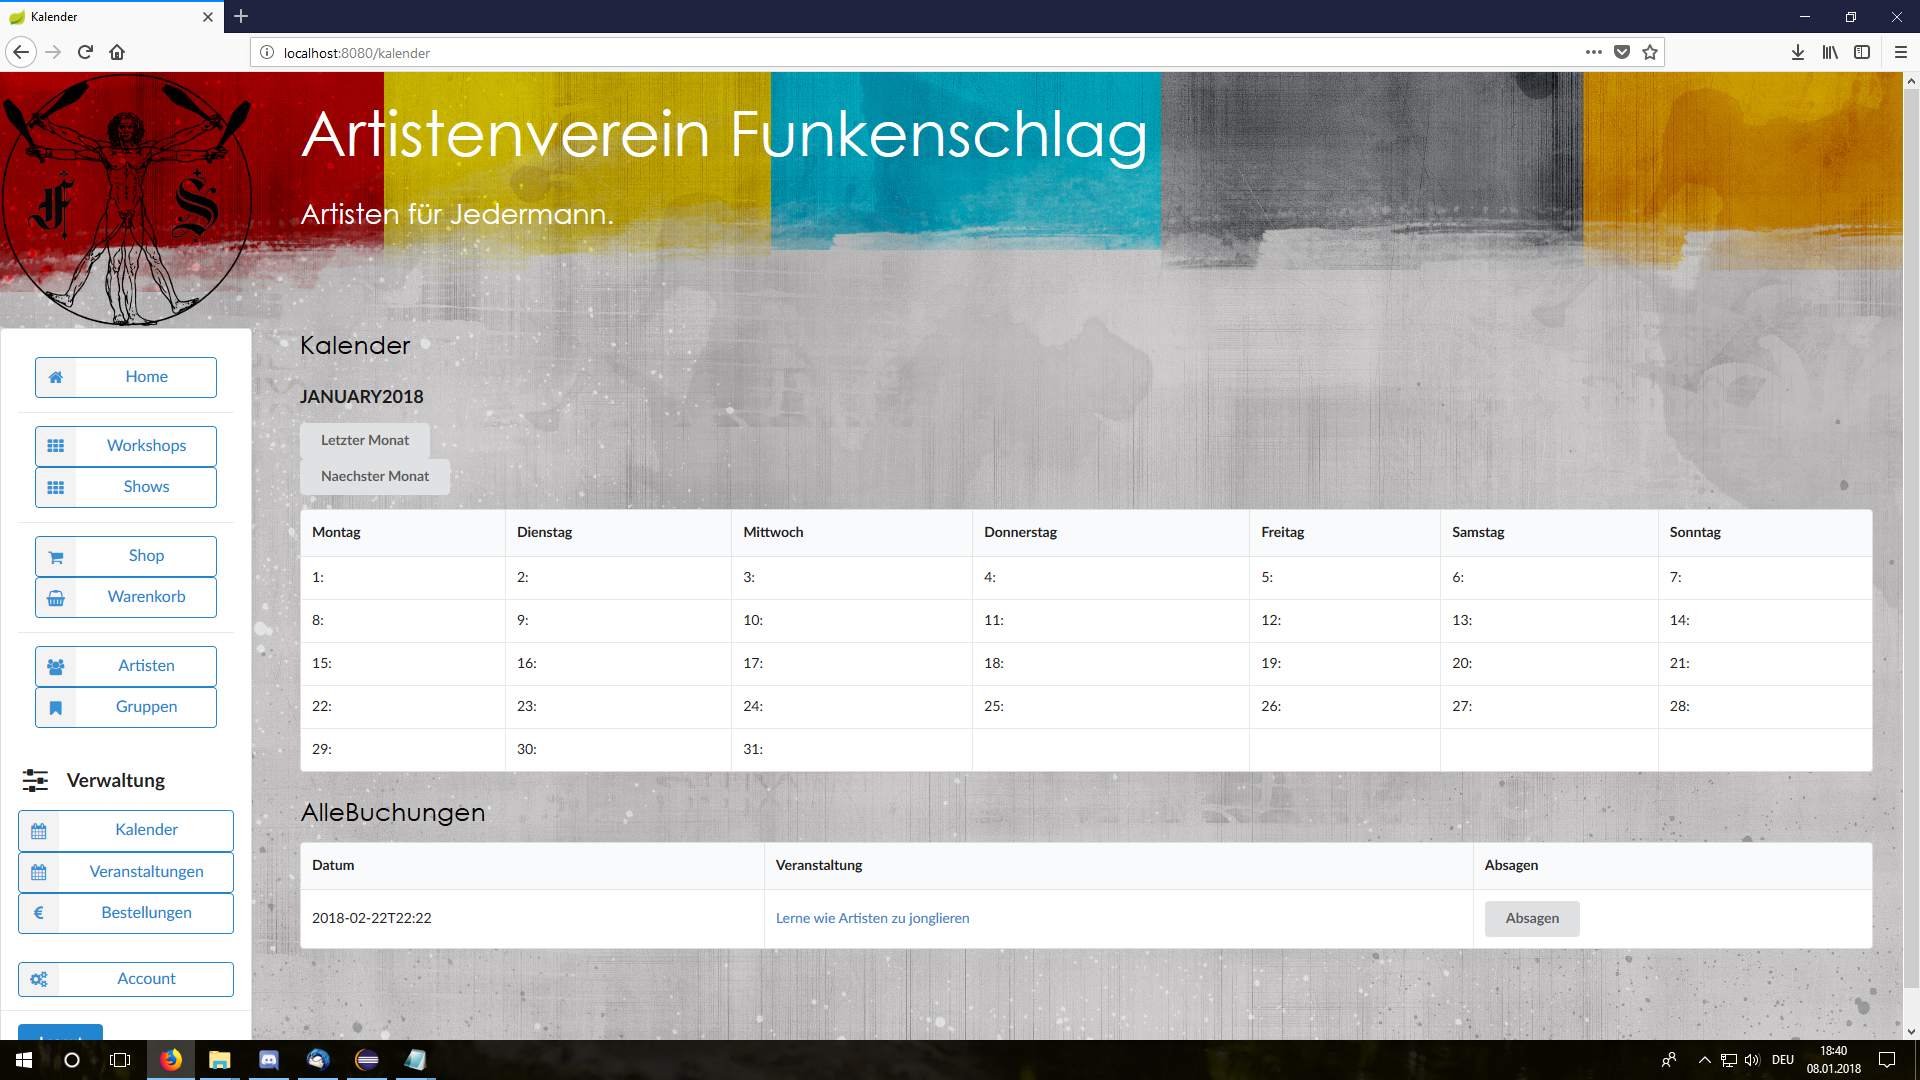 Kalender
localhost:8080/kalender
Artistenverein Funkenschlag
Artisten für Jedermann.
F S
Home
Workshops
Shows
Shop
Warenkorb
Artisten
Gruppen
Verwaltung
Kalender
Veranstaltungen
Bestellungen
Account
Kalender
JANUARY2018
Letzter Monat
Naechster Monat
Montag Dienstag Mittwoch Donnerstag Freitag Samstag Sonntag
1: 2: 3: 4: 5: 6: 7:
8: 9: 10: 11: 12: 13: 14:
15: 16: 17: 18: 19: 20: 21:
22: 23: 24: 25: 26: 27: 28:
29: 30: 31:
AlleBuchungen
Datum Veranstaltung Absagen
2018-02-22T22:22 Lerne wie Artisten zu jonglieren Absagen
DEU
18:40
08.01.2018